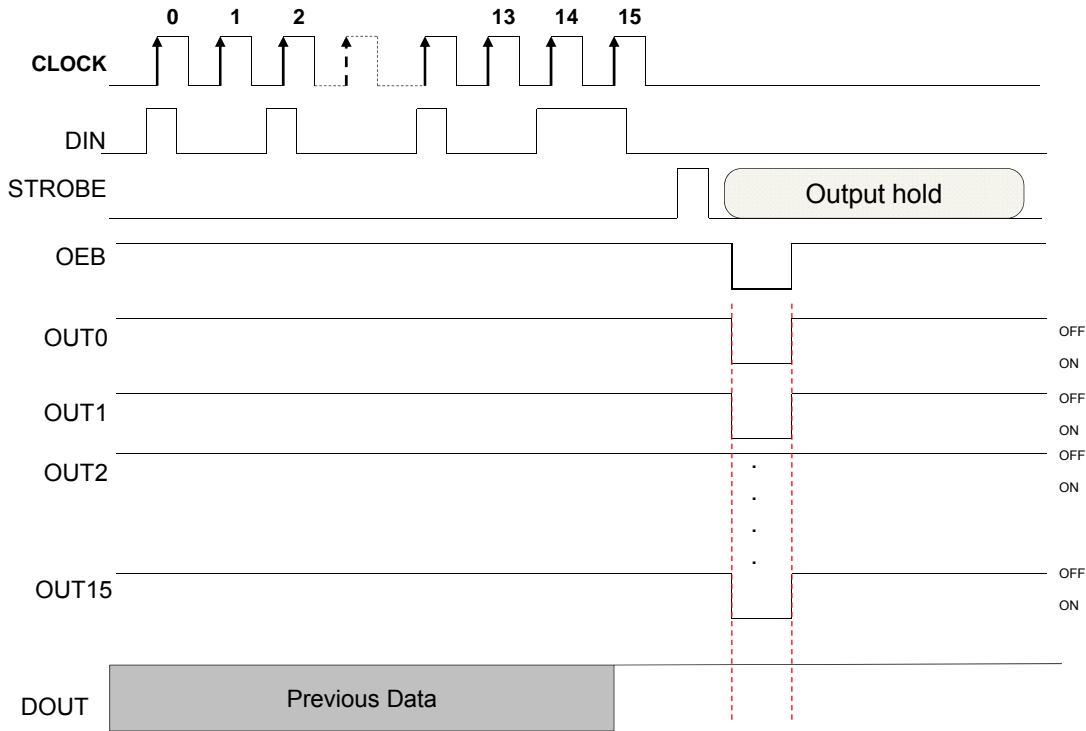 0 1 2 13 14 15
CLOCK
DIN
STROBE
Output hold
OEB
OUT0
OFF
ON
OUT1
OFF
ON
OUT2
OFF
ON
.
.
.
.
OUT15
OFF
ON
DOUT
Previous Data